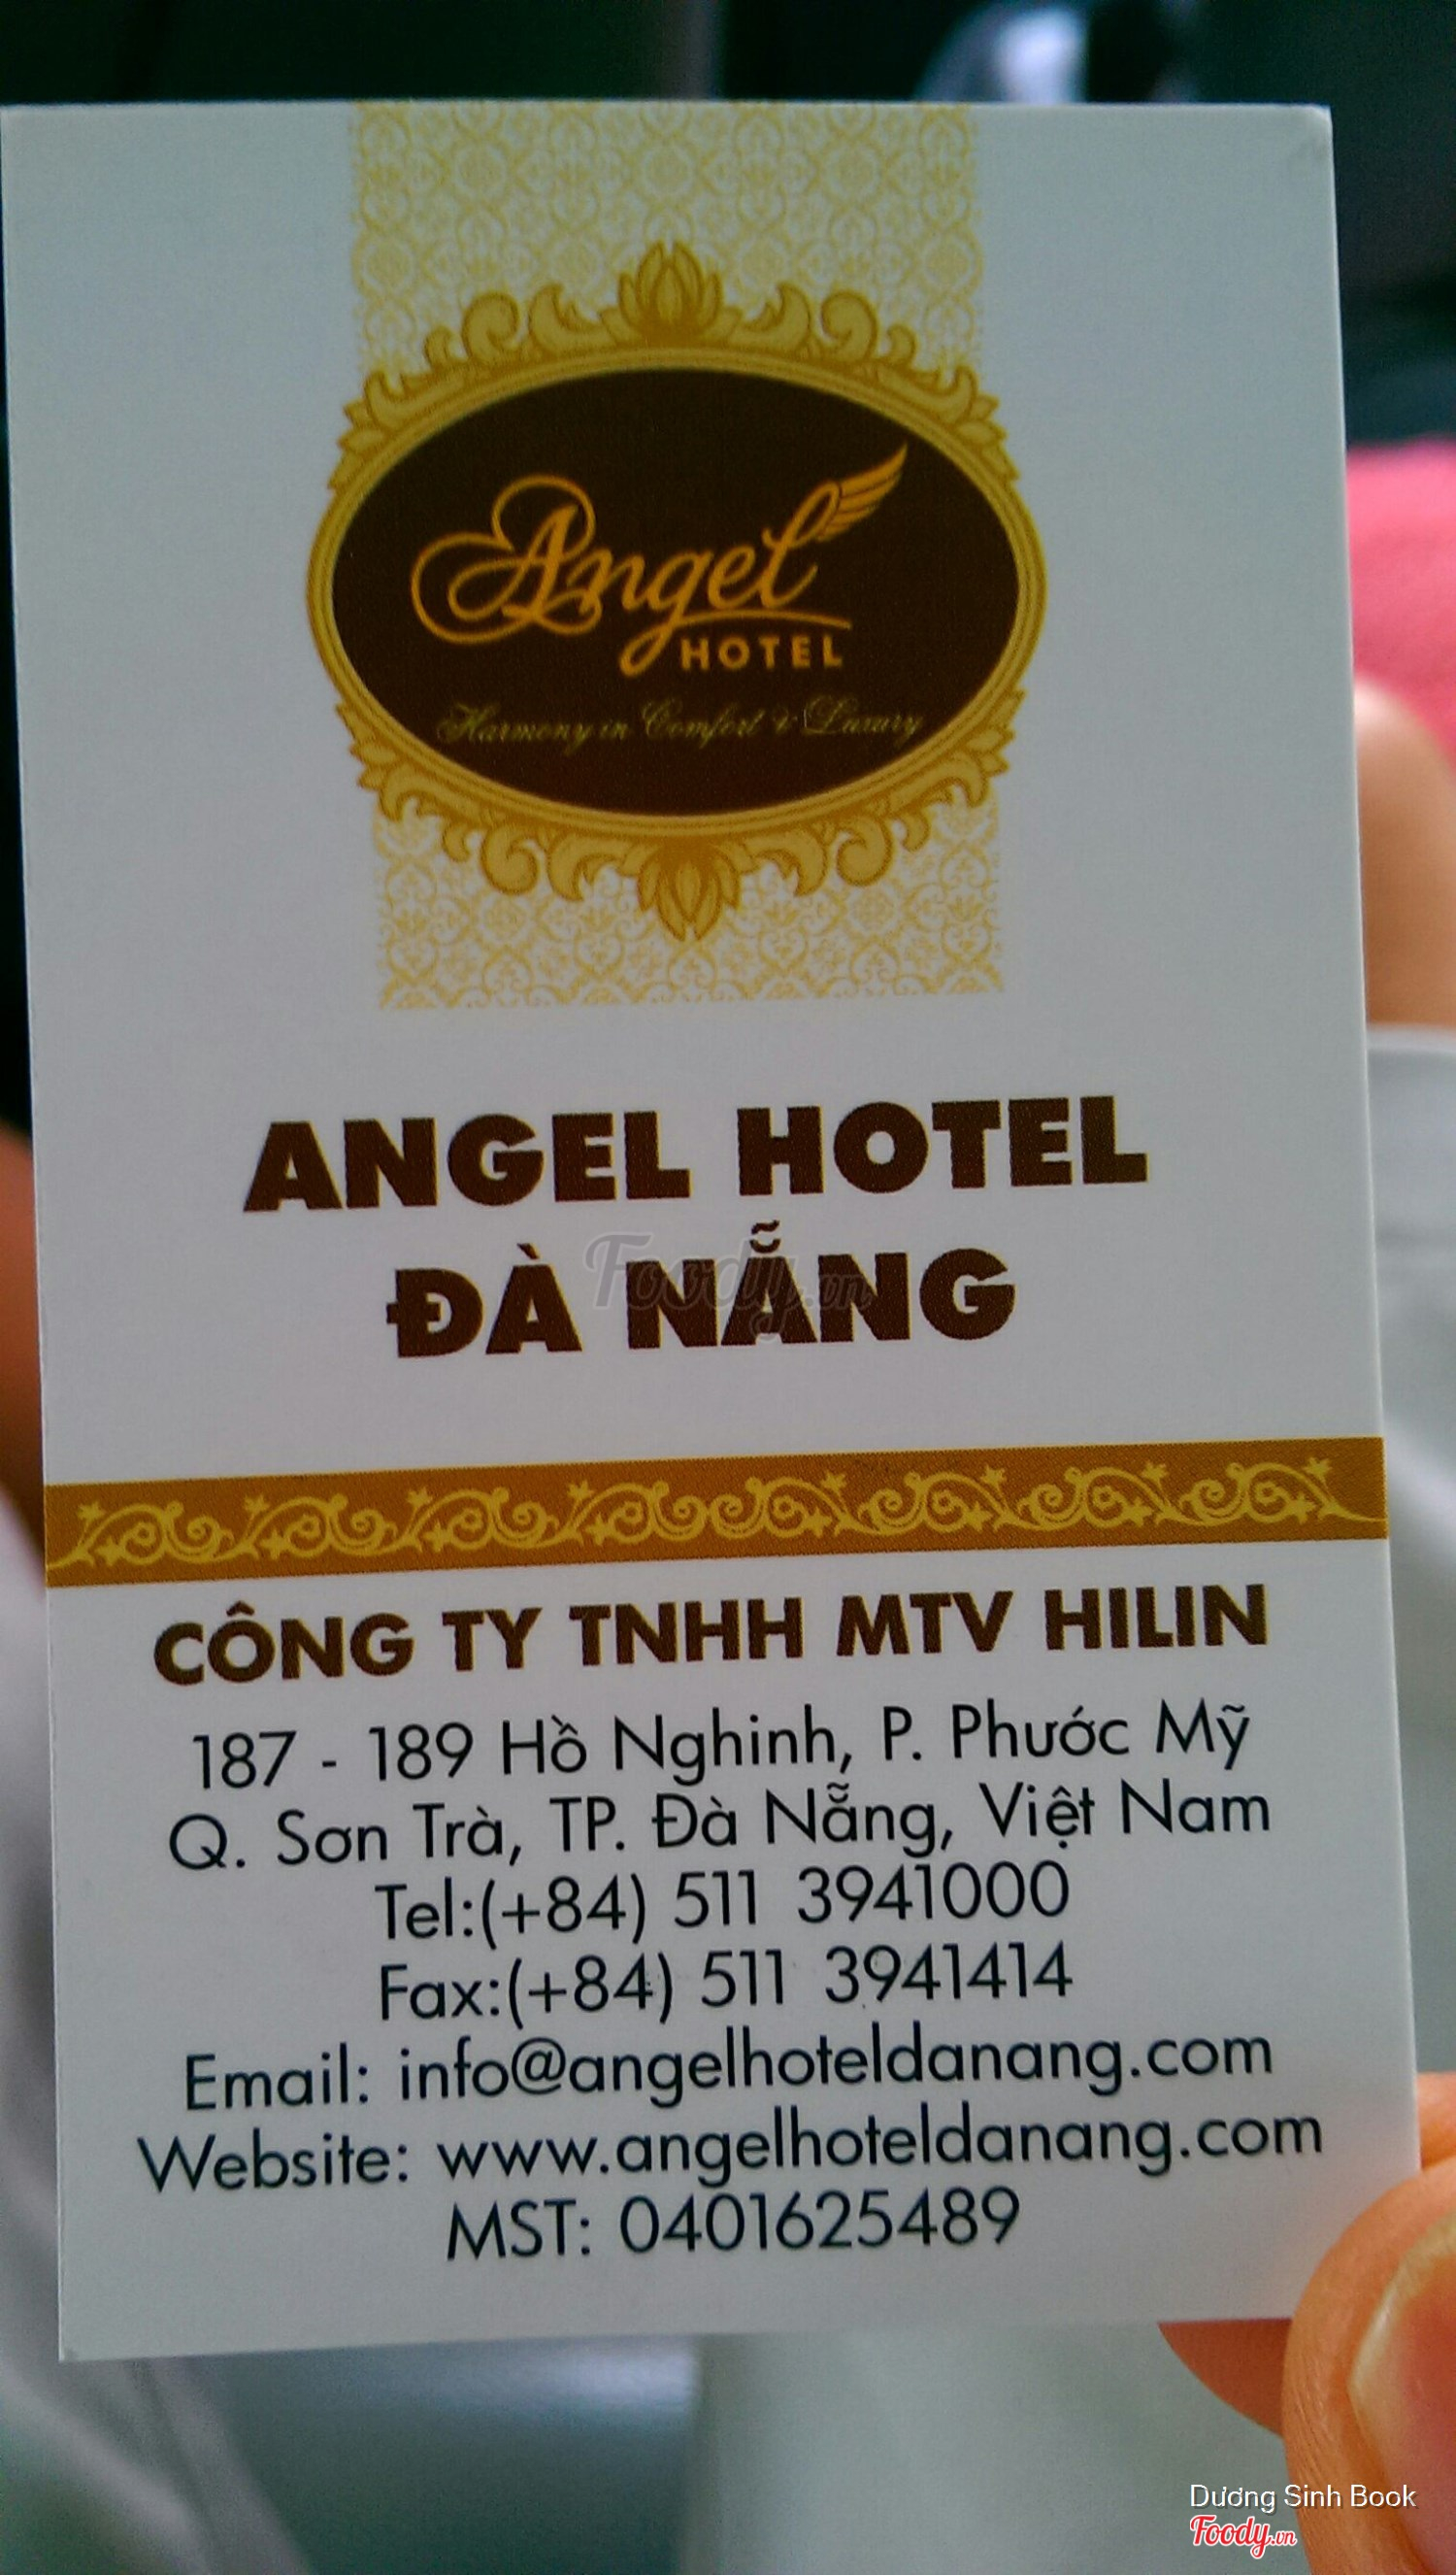 Angel
HOTEL
Harmony in Comfort & Luxury
ANGEL HOTEL
ĐÀ NẴNG
Foody.vn
CÔNG TY TNHH MTV HILIN
187 - 189 Hồ Nghinh, P. Phước Mỹ
Q. Sơn Trà, TP. Đà Nẵng, Việt Nam
Tel:(+84) 511 3941000
Fax:(+84) 511 3941414
Email: info@angelhoteldanang.com
Website: www.angelhoteldanang.com
MST: 0401625489
Dương Sinh Book
Foody.vn